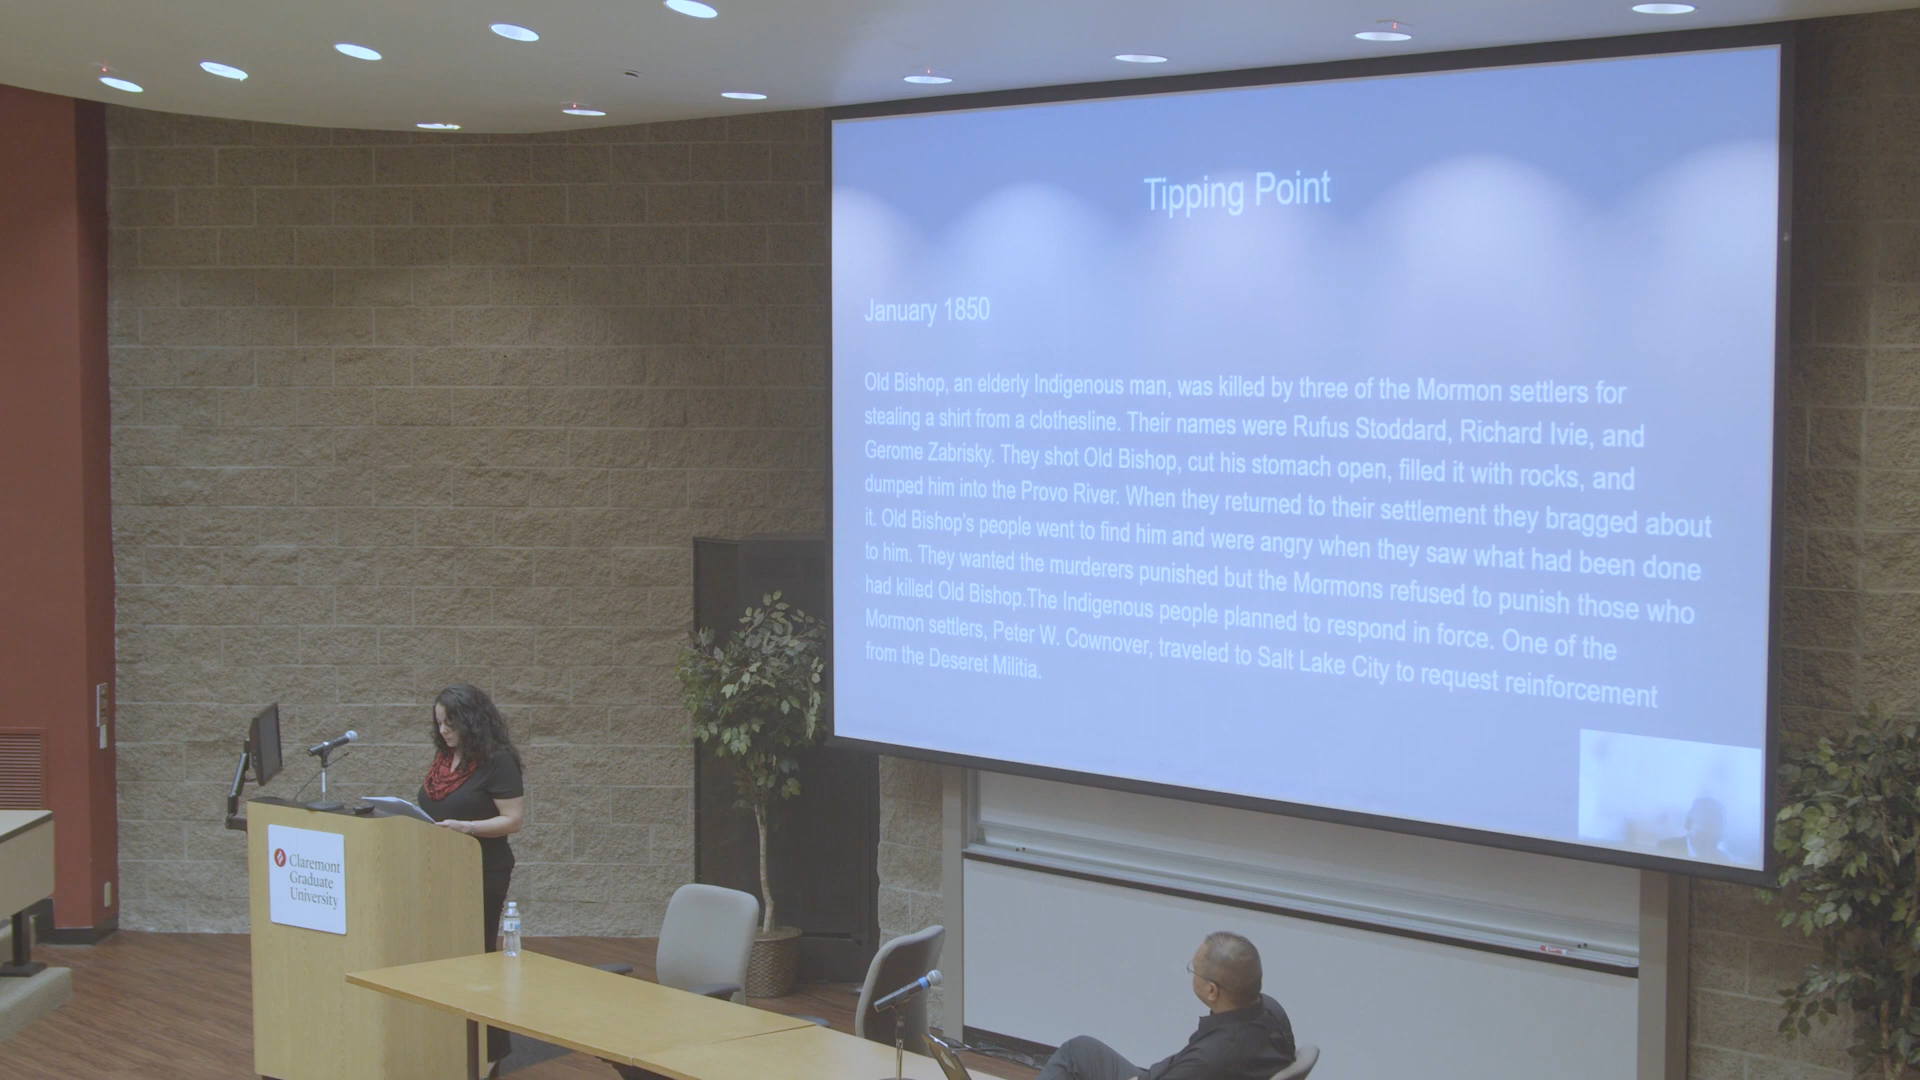 Tipping Point
January 1850
Old Bishop, an elderly Indigenous man, was killed by three of the Mormon settlers for
stealing a shirt from a clothesline. Their names were Rufus Stoddard, Richard Ivie, and
Gerome Zabrisky. They shot Old Bishop, cut his stomach open, filled it with rocks, and
dumped him into the Provo River. When they returned to their settlement they bragged about
it. Old Bishop's people went to find him and were angry when they saw what had been done
to him. They wanted the murderers punished but the Mormons refused to punish those who
had killed Old Bishop.The Indigenous people planned to respond in force. One of the
Mormon settlers, Peter W. Cownover, traveled to Salt Lake City to request reinforcement
from the Deseret Militia.
Claremont
Graduate
University